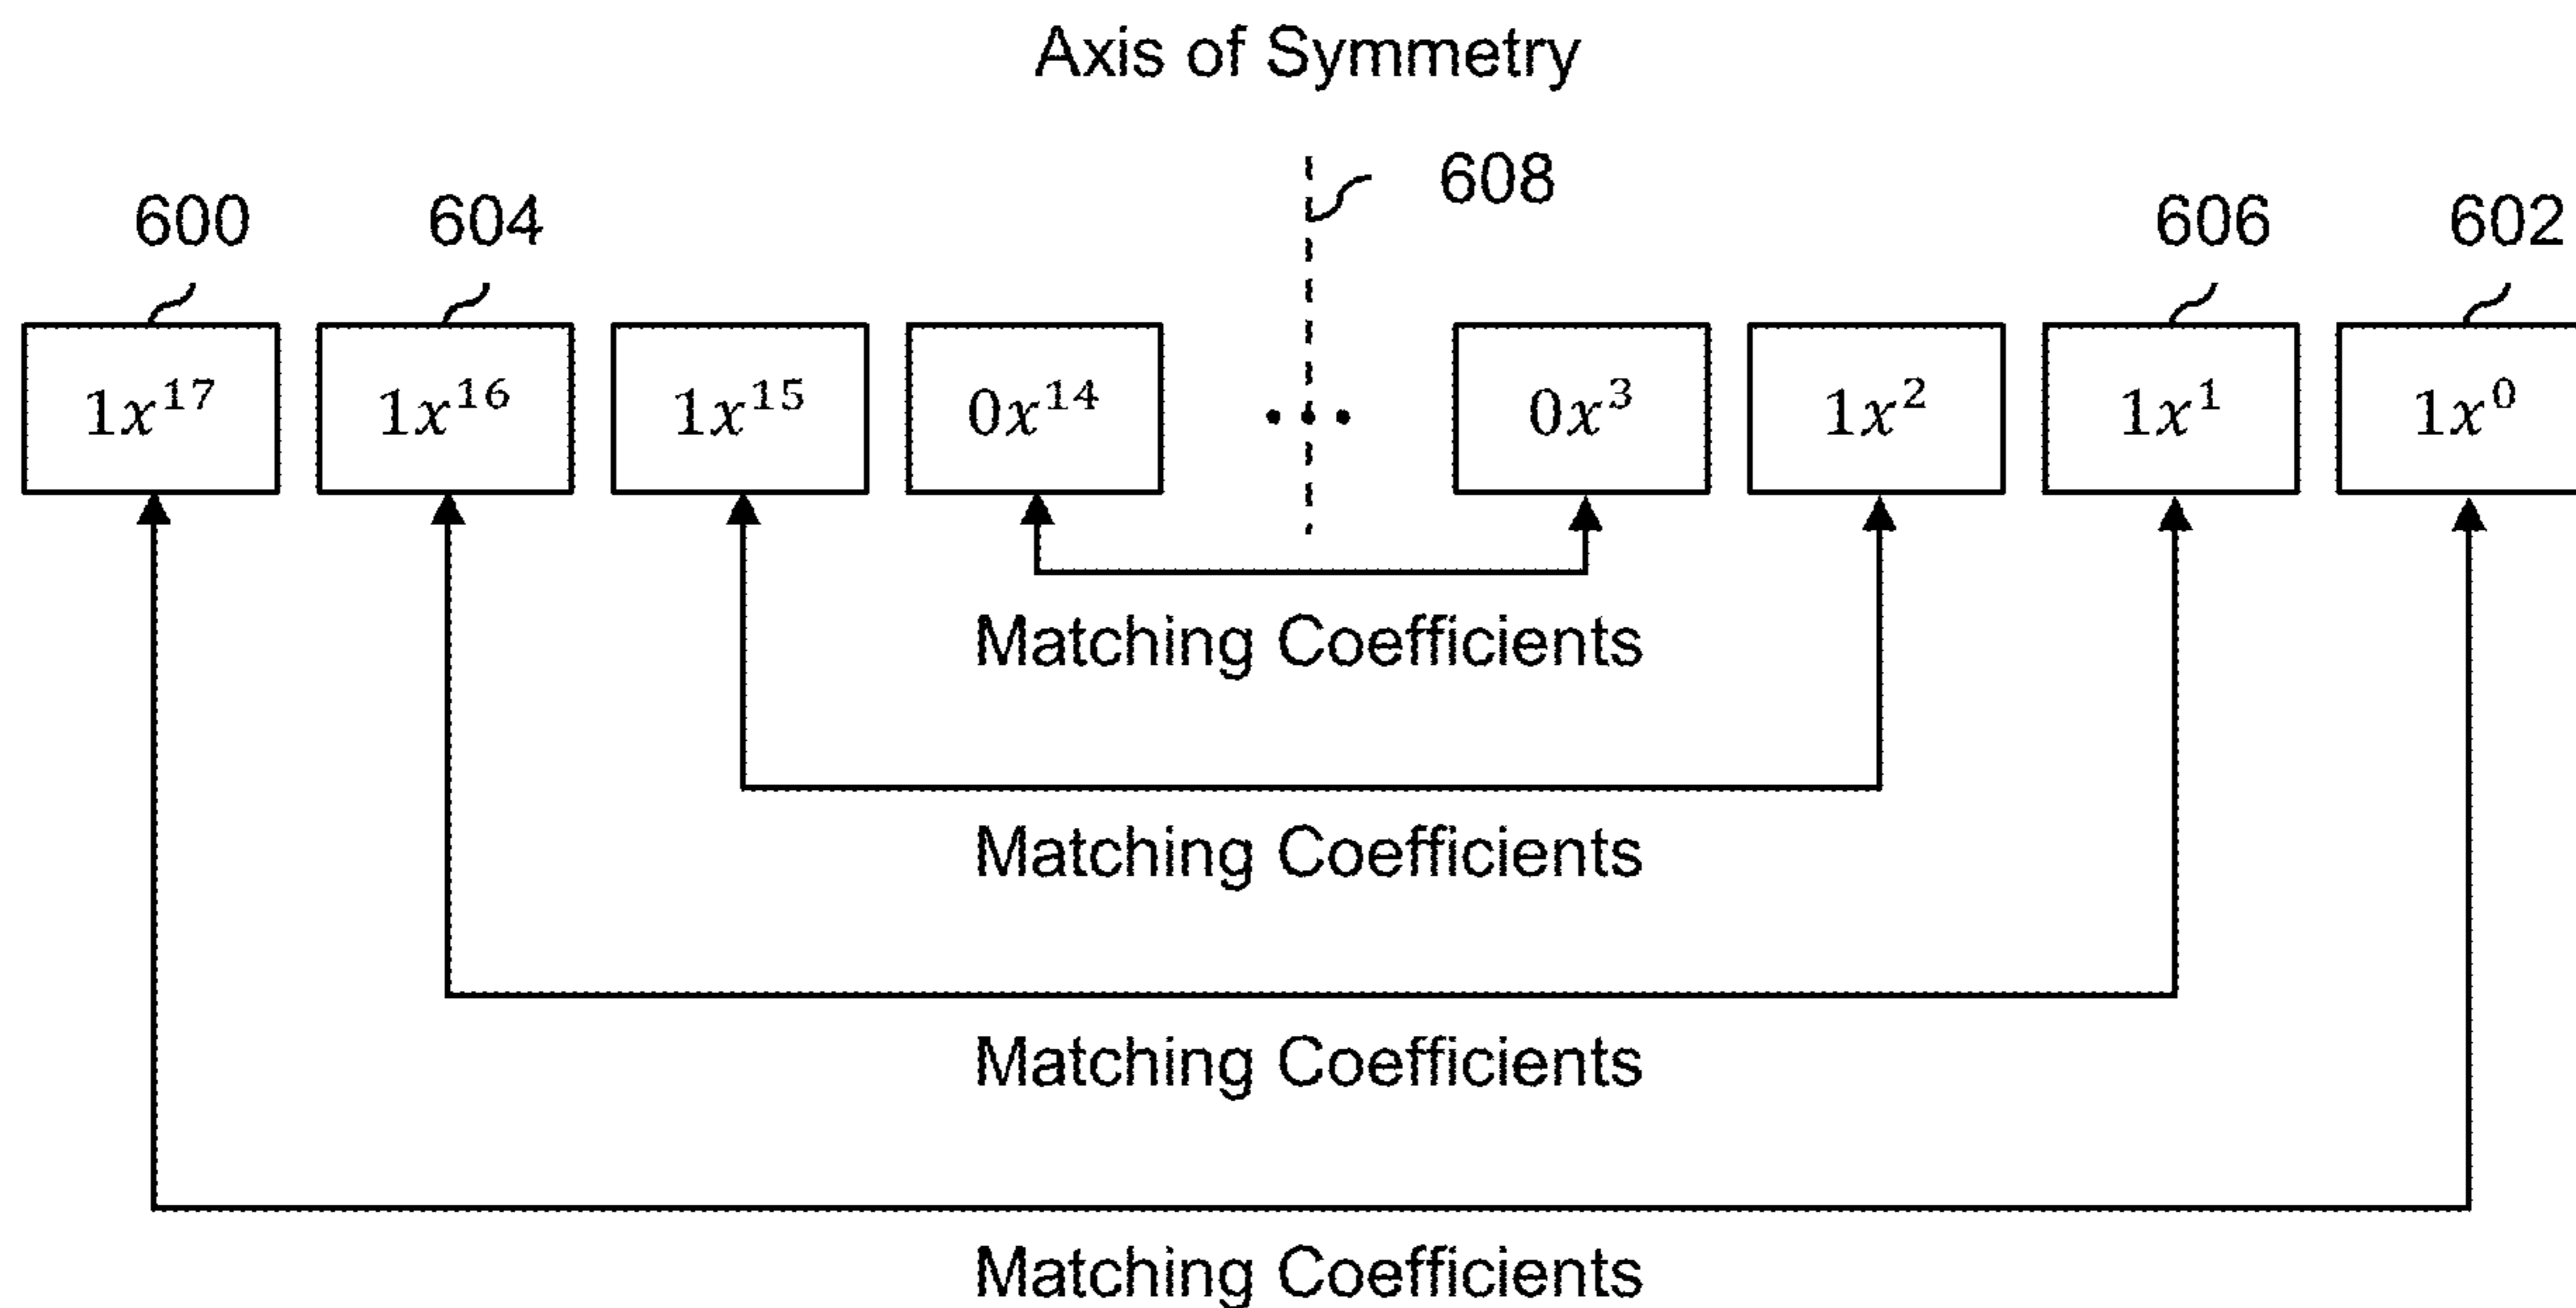 Axis of Symmetry
608
600 604 606 602
1x¹⁷ 1x¹⁶ 1x¹⁵ 0x¹⁴ ... 0x³ 1x² 1x¹ 1x⁰
Matching Coefficients
Matching Coefficients
Matching Coefficients
Matching Coefficients